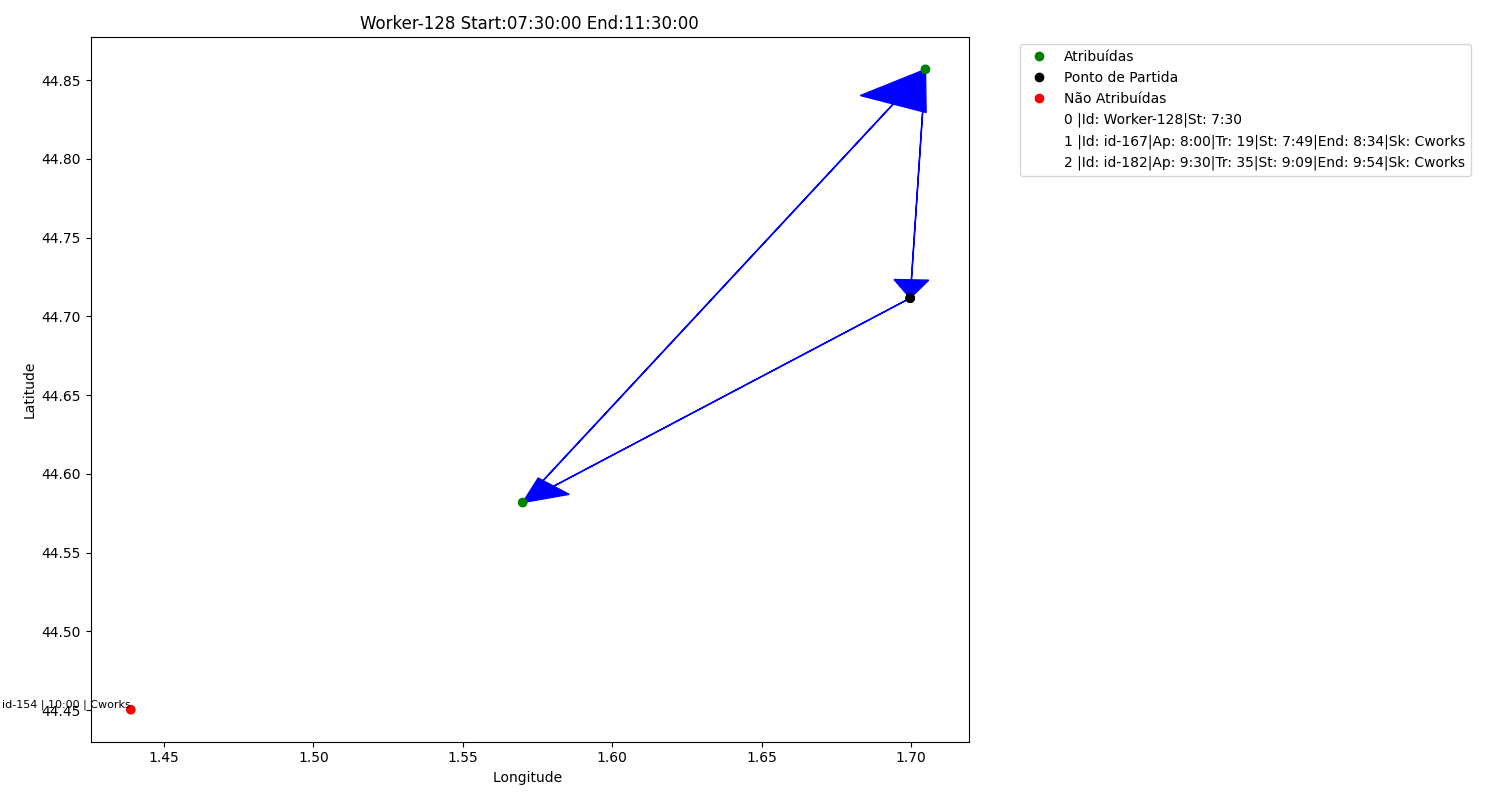 Worker-128 Start:07:30:00 End:11:30:00
Atribuídas
Ponto de Partida
Não Atribuídas
0 |Id: Worker-128|St: 7:30
1 |Id: id-167|Ap: 8:00|Tr: 19|St: 7:49|End: 8:34|Sk: Cworks
2 |Id: id-182|Ap: 9:30|Tr: 35|St: 9:09|End: 9:54|Sk: Cworks
Latitude
44.85
44.80
44.75
44.70
44.65
44.60
44.55
44.50
44.45
id-154 | 10:00 | Cworks
1.45 1.50 1.55 1.60 1.65 1.70
Longitude